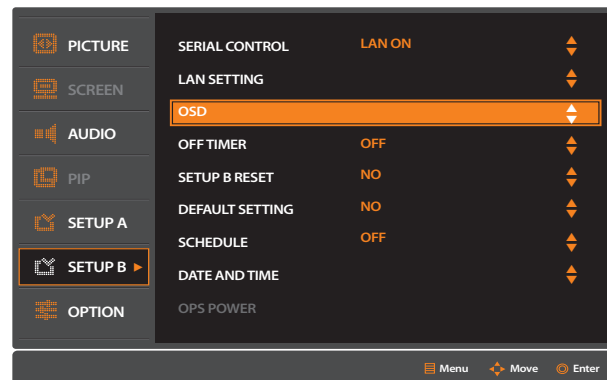 PICTURE
SCREEN
AUDIO
PIP
SETUP A
SETUP B
OPTION
SERIAL CONTROL LAN ON
LAN SETTING
OSD
OFF TIMER OFF
SETUP B RESET NO
DEFAULT SETTING NO
SCHEDULE OFF
DATE AND TIME
OPS POWER
Menu Move Enter